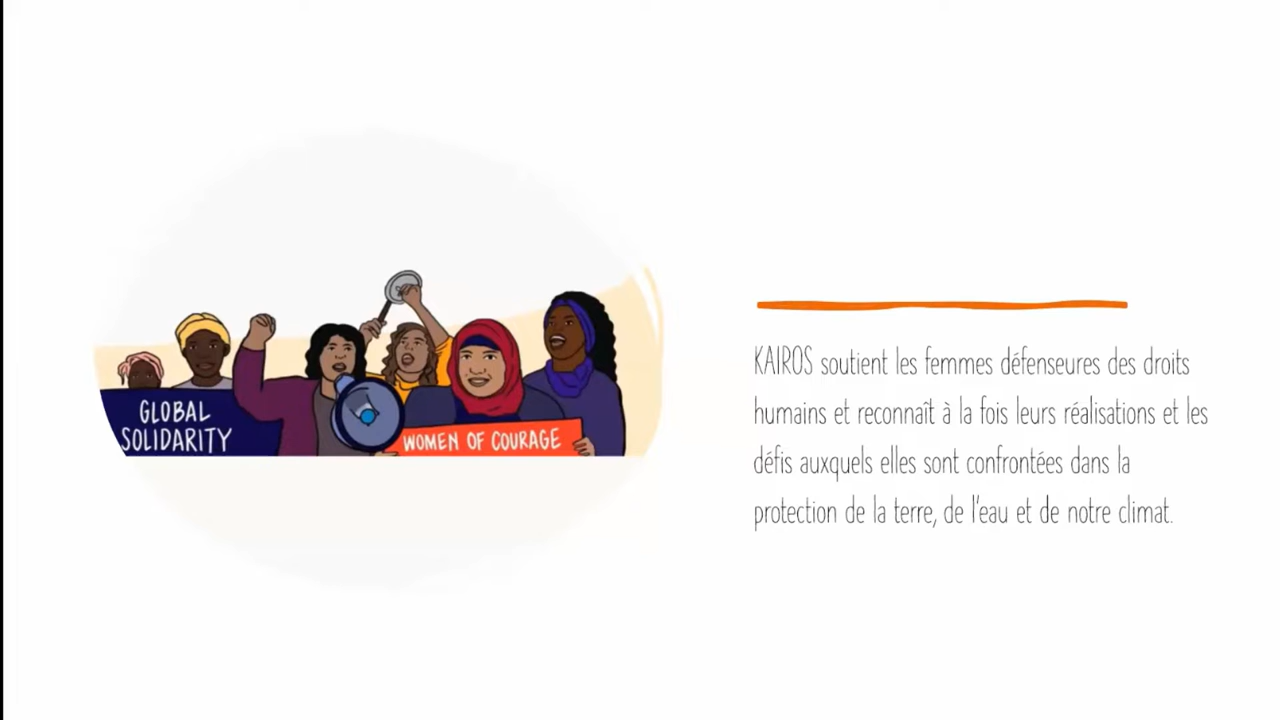 GLOBAL
SOLIDARITY
WOMEN OF COURAGE
KAIROS soutient les femmes défenseures des droits
humains et reconnaît à la fois leurs réalisations et les
défis auxquels elles sont confrontées dans la
protection de la terre, de l'eau et de notre climat.